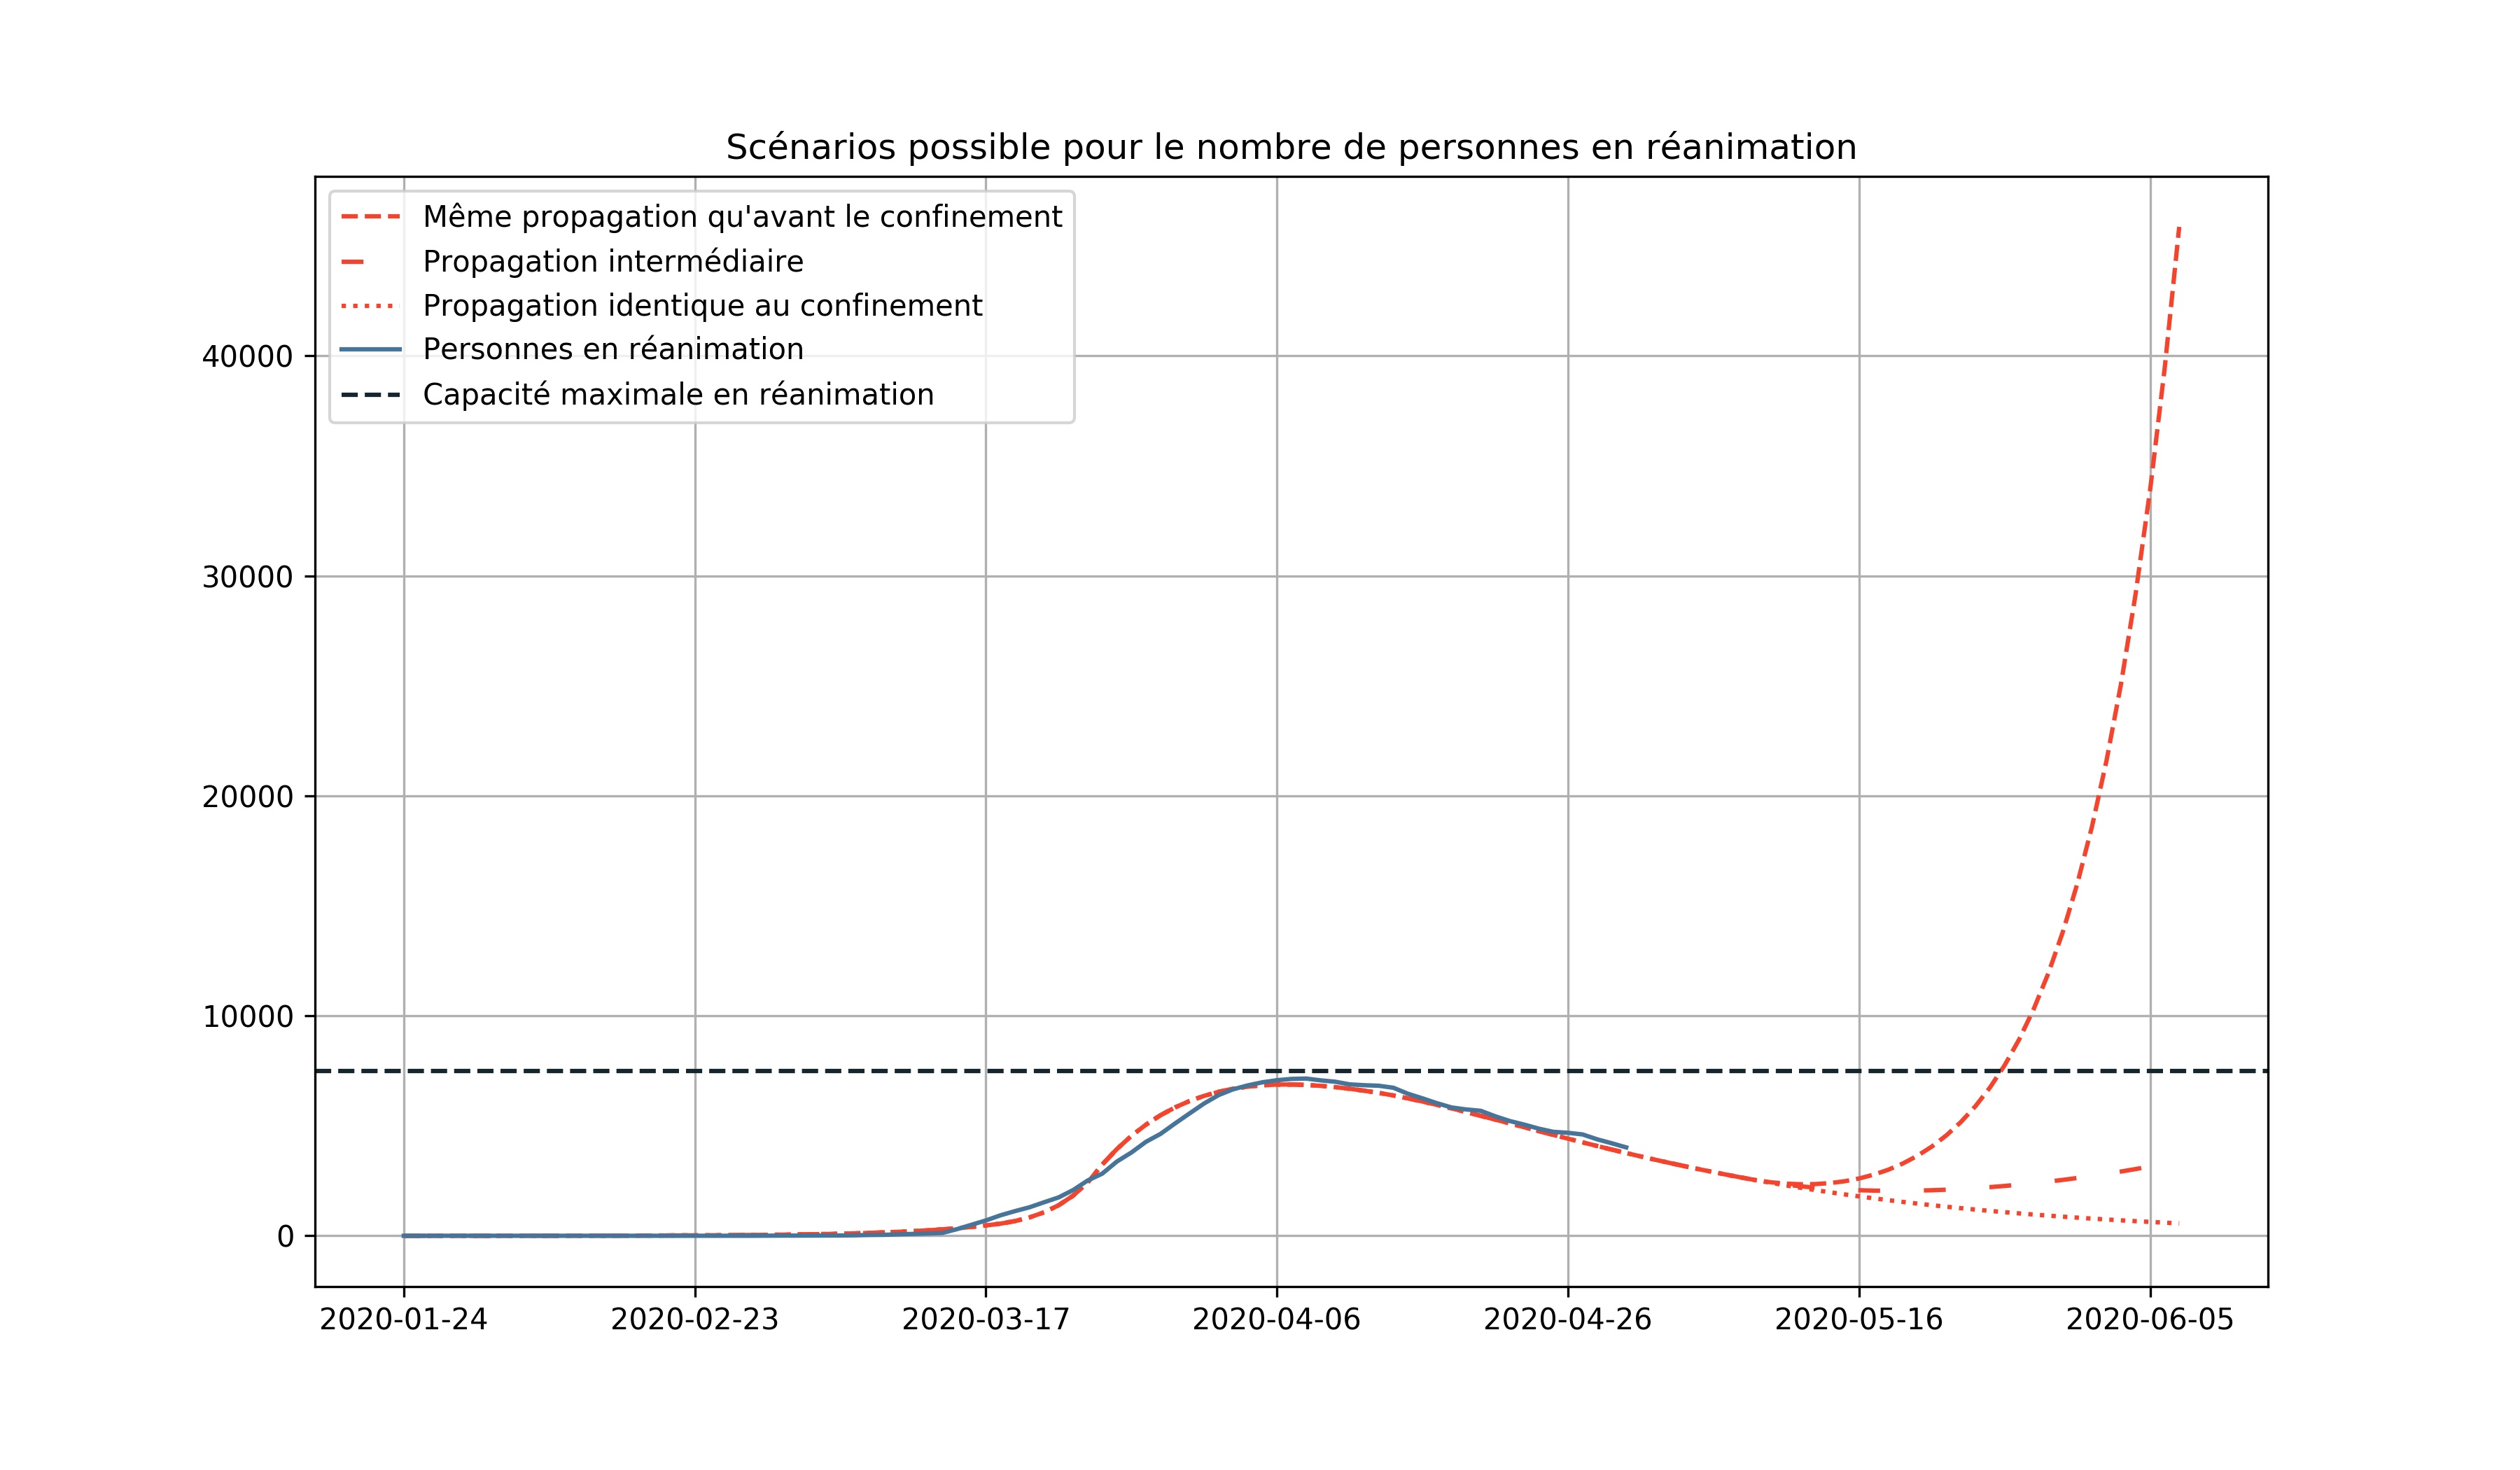 Scénarios possible pour le nombre de personnes en réanimation
Même propagation qu'avant le confinement
Propagation intermédiaire
Propagation identique au confinement
Personnes en réanimation
Capacité maximale en réanimation
40000
30000
20000
10000
0
2020-01-24 2020-02-23 2020-03-17 2020-04-06 2020-04-26 2020-05-16 2020-06-05